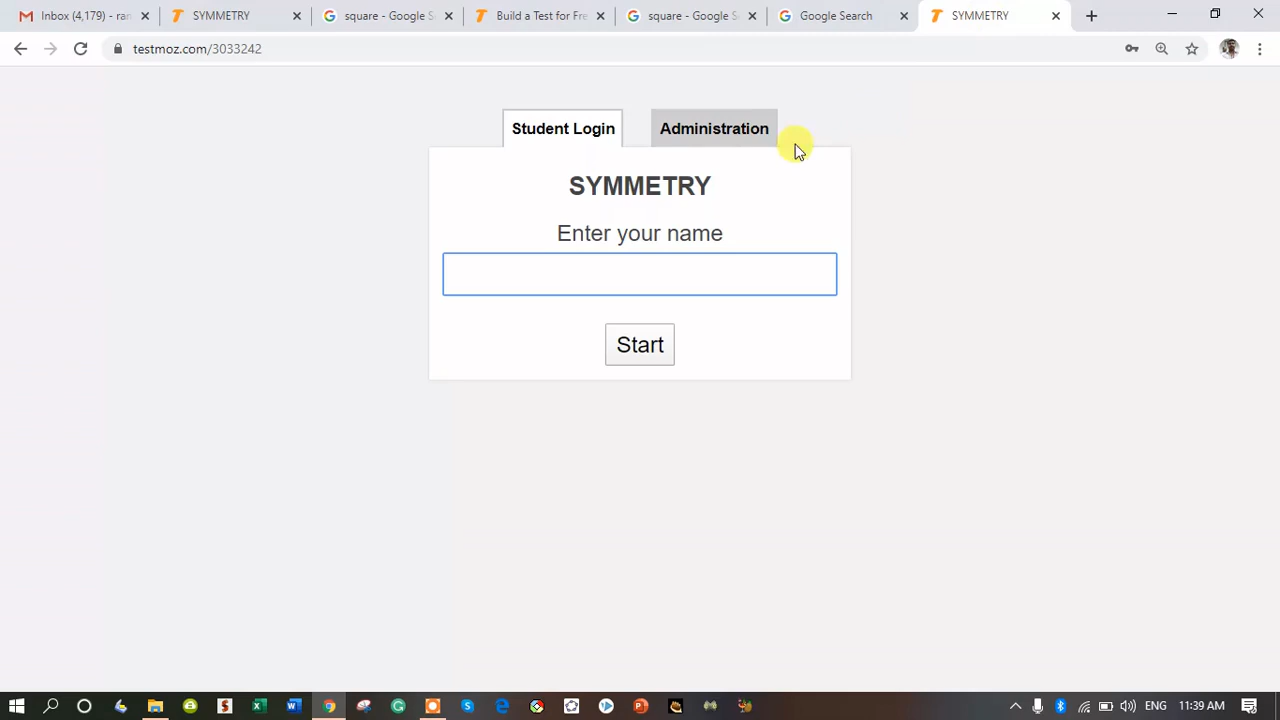 Inbox (4,179) - ran
SYMMETRY
square - Google S
Build a Test for Fre
square - Google S
Google Search
SYMMETRY
testmoz.com/3033242
Student Login
Administration
SYMMETRY
Enter your name
Start
ENG
11:39 AM